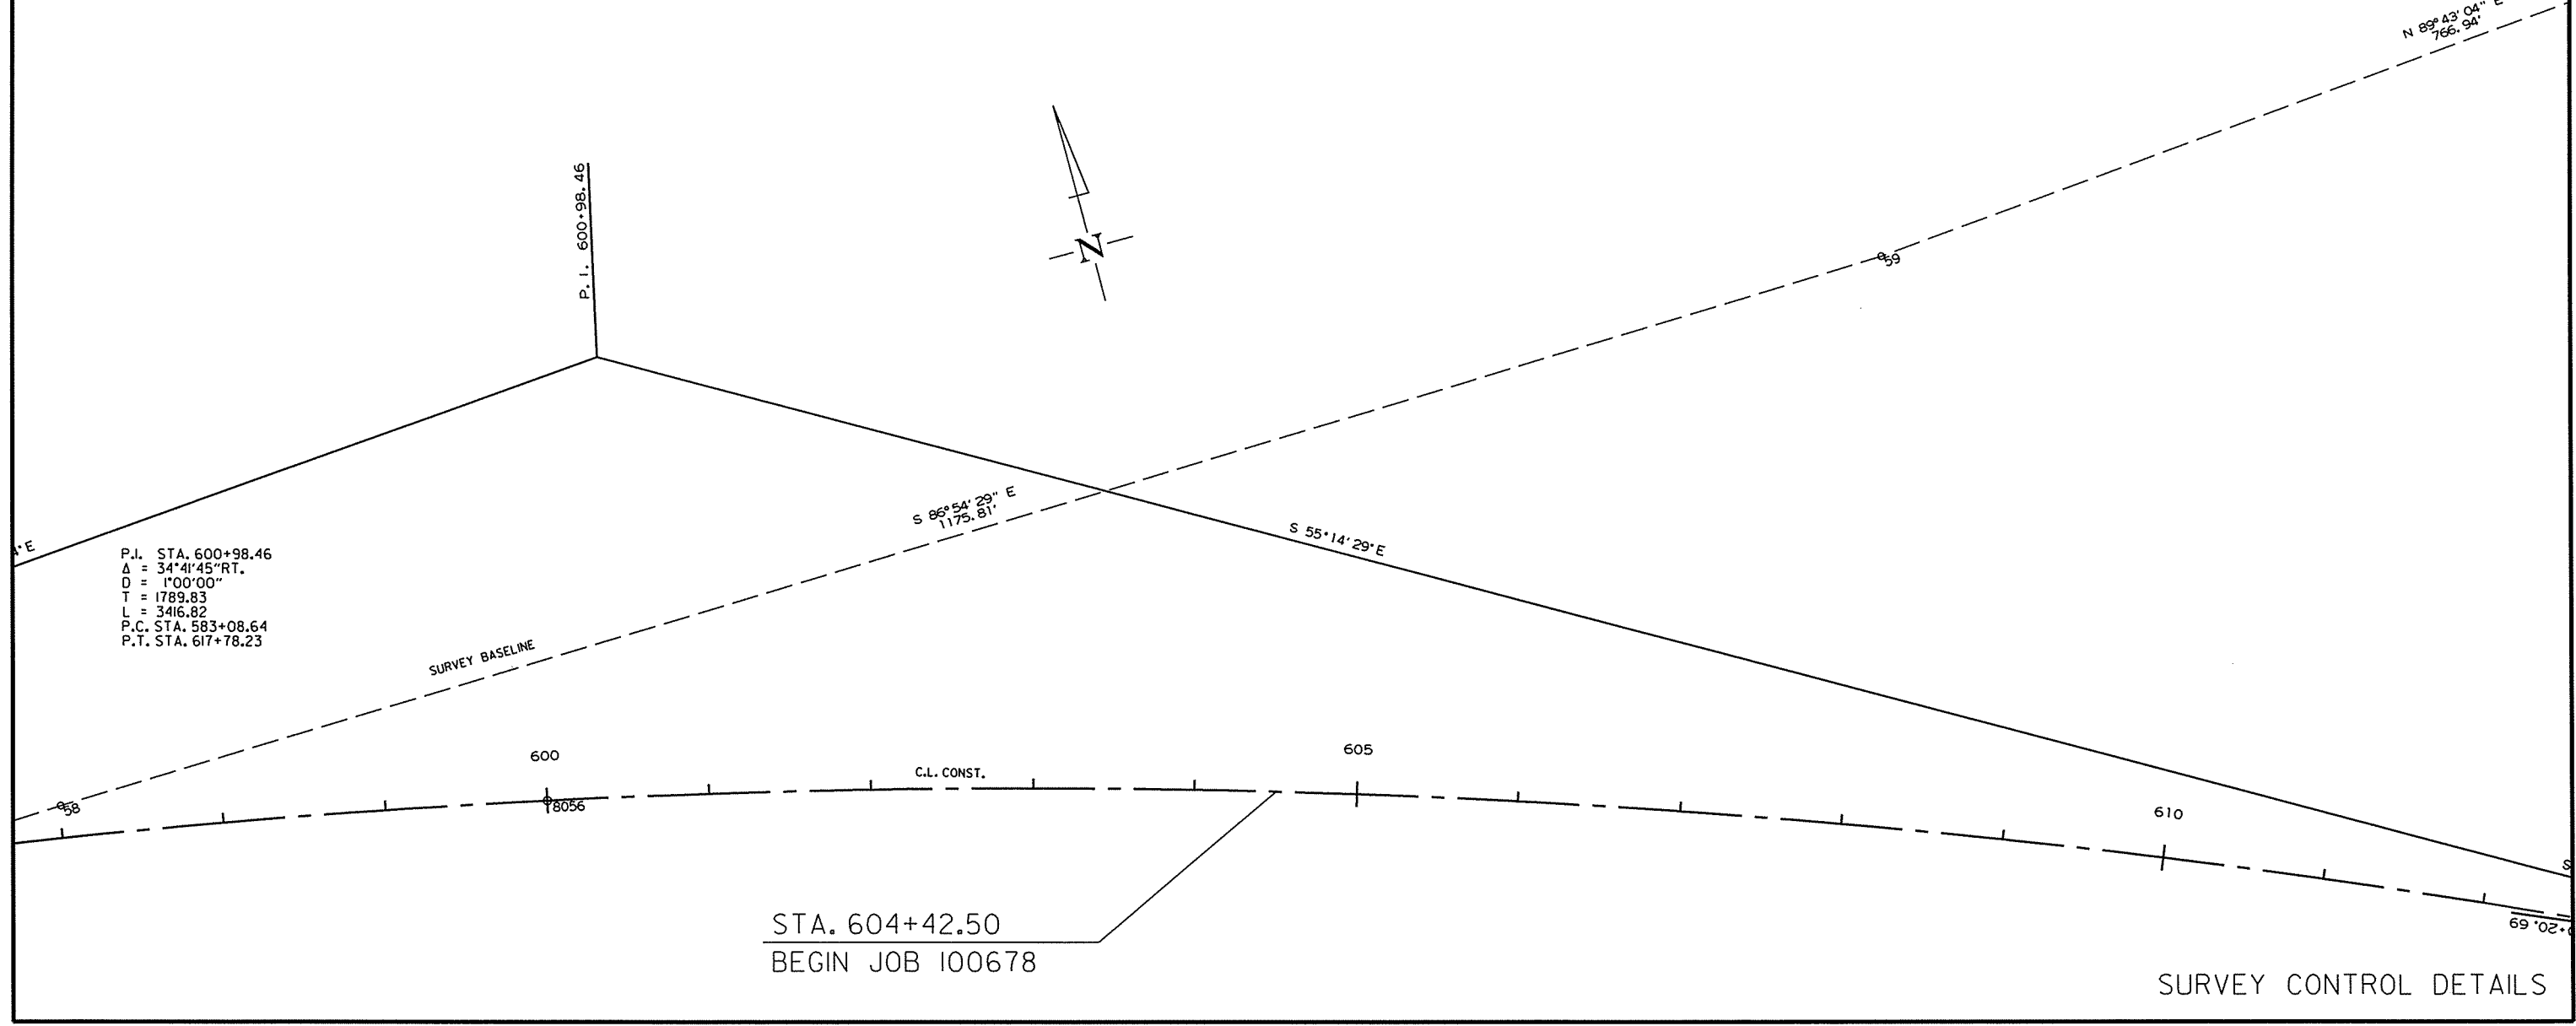 N 89°43'04" E
766.94'
P. I. 600+98.46
N
59
S 86°54'29" E
1175.81'
S 55°14'29"E
"E
P.I. STA. 600+98.46
Δ = 34°41'45"RT.
D = 1°00'00"
T = 1789.83
L = 3416.82
P.C. STA. 583+08.64
P.T. STA. 617+78.23
SURVEY BASELINE
600
605
C.L. CONST.
58
8056
610
S
+20.69
STA. 604+42.50
BEGIN JOB 100678
SURVEY CONTROL DETAILS